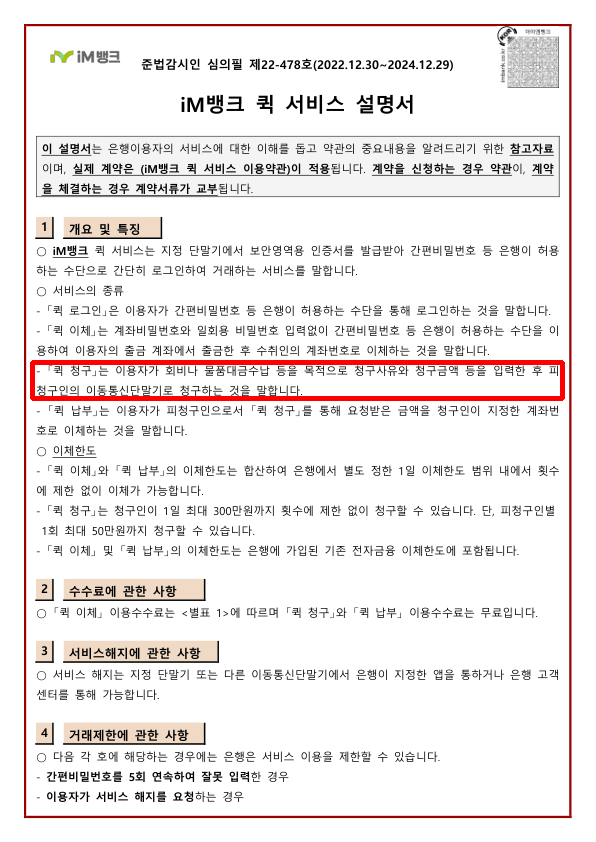 iM뱅크
준법감시인 심의필 제22-478호(2022.12.30~2024.12.29)
아이엠뱅크
imbank.co.kr
iM뱅크 퀵 서비스 설명서
이 설명서는 은행이용자의 서비스에 대한 이해를 돕고 약관의 중요내용을 알려드리기 위한 참고자료
이며, 실제 계약은 (iM뱅크 퀵 서비스 이용약관)이 적용됩니다. 계약을 신청하는 경우 약관이, 계약
을 체결하는 경우 계약서류가 교부됩니다.
1 개요 및 특징
○ iM뱅크 퀵 서비스는 지정 단말기에서 보안영역용 인증서를 발급받아 간편비밀번호 등 은행이 허용
하는 수단으로 간단히 로그인하여 거래하는 서비스를 말합니다.
○ 서비스의 종류
- ｢퀵 로그인｣은 이용자가 간편비밀번호 등 은행이 허용하는 수단을 통해 로그인하는 것을 말합니다.
- ｢퀵 이체｣는 계좌비밀번호와 일회용 비밀번호 입력없이 간편비밀번호 등 은행이 허용하는 수단을 이
용하여 이용자의 출금 계좌에서 출금한 후 수취인의 계좌번호로 이체하는 것을 말합니다.
- ｢퀵 청구｣는 이용자가 회비나 물품대금수납 등을 목적으로 청구사유와 청구금액 등을 입력한 후 피
청구인의 이동통신단말기로 청구하는 것을 말합니다.
- ｢퀵 납부｣는 이용자가 피청구인으로서 ｢퀵 청구｣를 통해 요청받은 금액을 청구인이 지정한 계좌번
호로 이체하는 것을 말합니다.
○ 이체한도
- ｢퀵 이체｣와 ｢퀵 납부｣의 이체한도는 합산하여 은행에서 별도 정한 1일 이체한도 범위 내에서 횟수
에 제한 없이 이체가 가능합니다.
- ｢퀵 청구｣는 청구인이 1일 최대 300만원까지 횟수에 제한 없이 청구할 수 있습니다. 단, 피청구인별
1회 최대 50만원까지 청구할 수 있습니다.
- ｢퀵 이체｣ 및 ｢퀵 납부｣의 이체한도는 은행에 가입된 기존 전자금융 이체한도에 포함됩니다.
2 수수료에 관한 사항
○ ｢퀵 이체｣ 이용수수료는 <별표 1>에 따르며 ｢퀵 청구｣와 ｢퀵 납부｣ 이용수수료는 무료입니다.
3 서비스해지에 관한 사항
○ 서비스 해지는 지정 단말기 또는 다른 이동통신단말기에서 은행이 지정한 앱을 통하거나 은행 고객
센터를 통해 가능합니다.
4 거래제한에 관한 사항
○ 다음 각 호에 해당하는 경우에는 은행은 서비스 이용을 제한할 수 있습니다.
- 간편비밀번호를 5회 연속하여 잘못 입력한 경우
- 이용자가 서비스 해지를 요청하는 경우